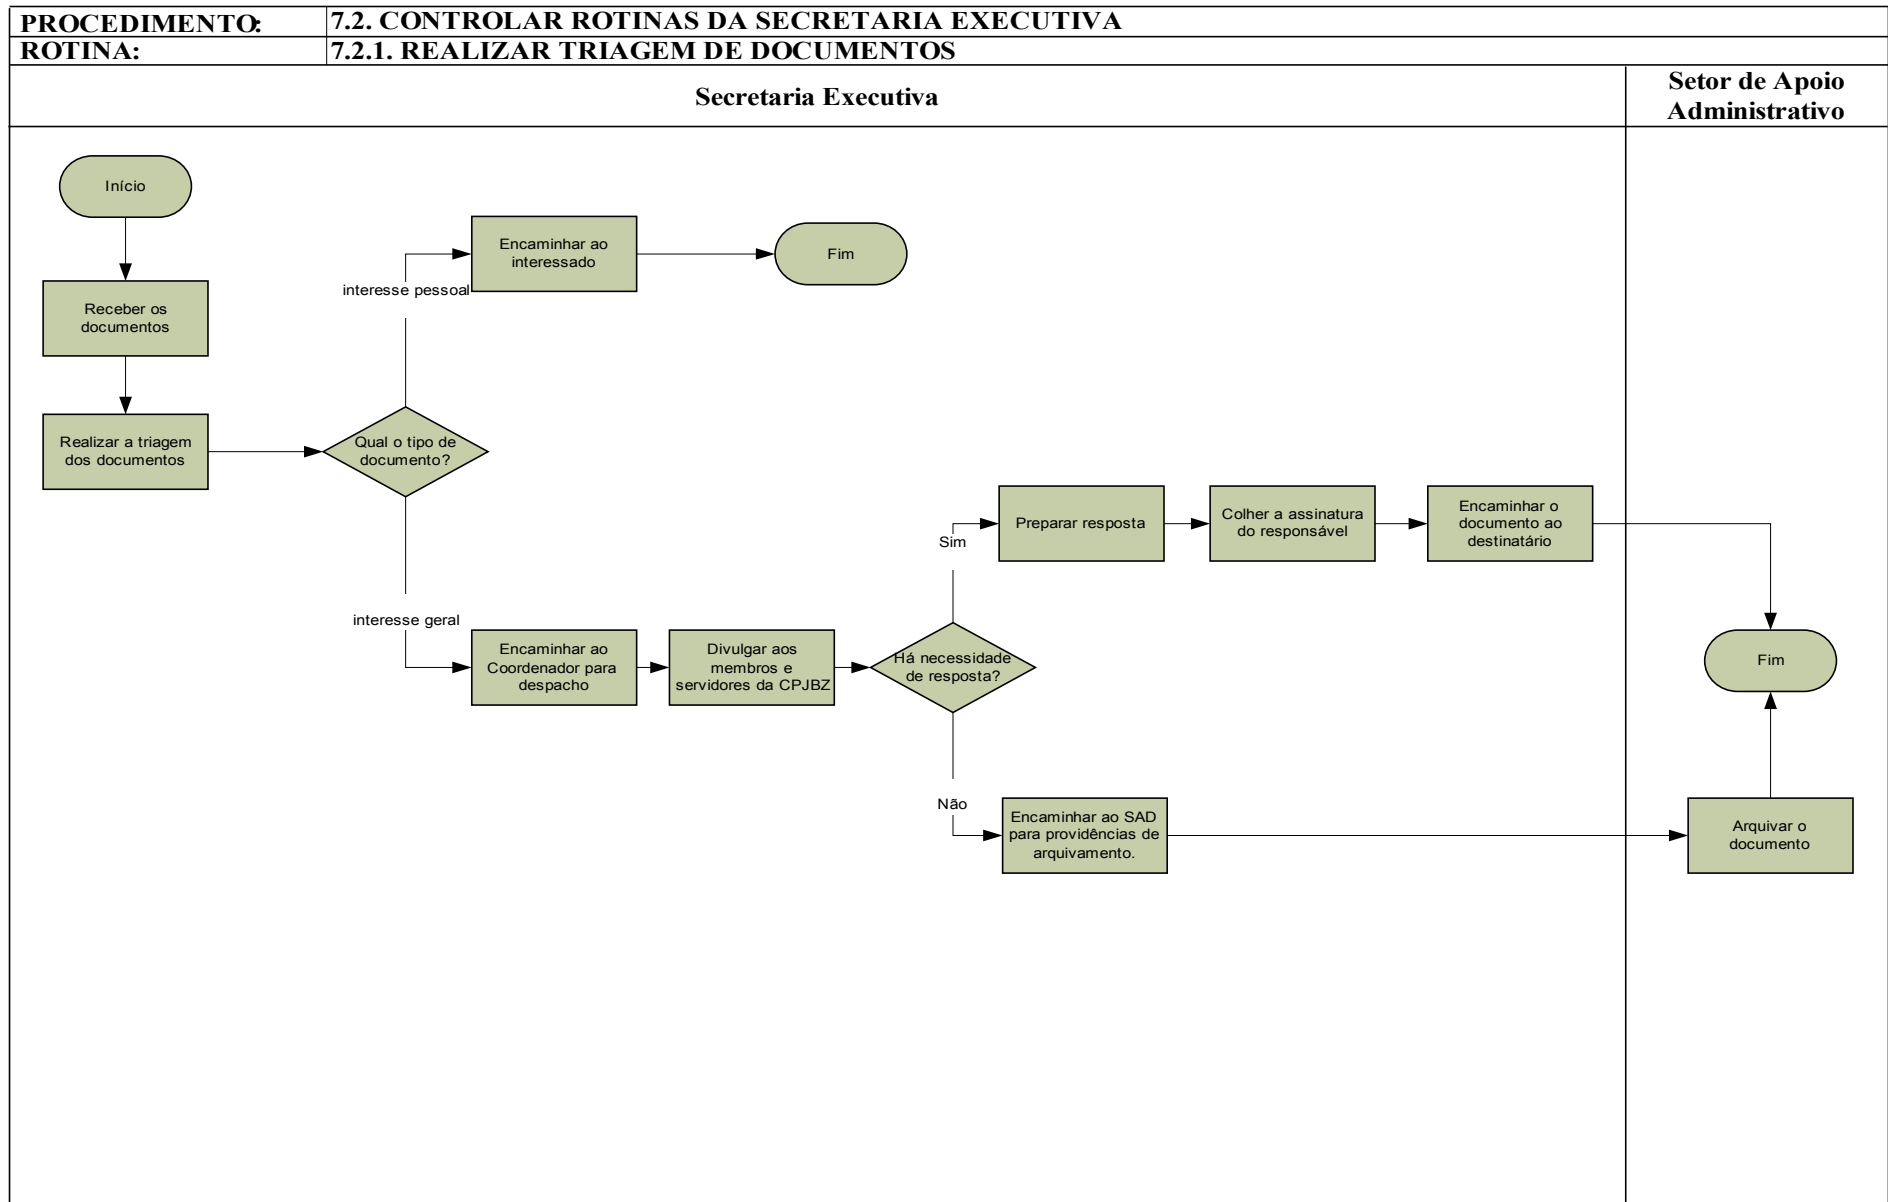 PROCEDIMENTO:
7.2. CONTROLAR ROTINAS DA SECRETARIA EXECUTIVA
ROTINA:
7.2.1. REALIZAR TRIAGEM DE DOCUMENTOS
Secretaria Executiva
Setor de Apoio
Administrativo
Início
Receber os
documentos
Realizar a triagem
dos documentos
Qual o tipo de
documento?
interesse pessoal
Encaminhar ao
interessado
Fim
interesse geral
Encaminhar ao
Coordenador para
despacho
Divulgar aos
membros e
servidores da CPJBZ
Há necessidade
de resposta?
Sim
Preparar resposta
Colher a assinatura
do responsável
Encaminhar o
documento ao
destinatário
Fim
Não
Encaminhar ao SAD
para providências de
arquivamento.
Arquivar o
documento